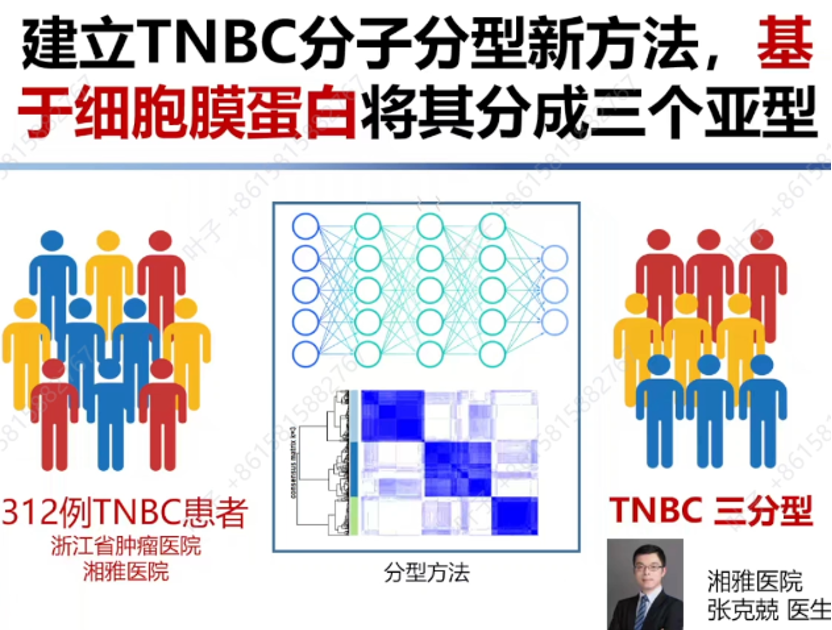 建立TNBC分子分型新方法，基
于细胞膜蛋白将其分成三个亚型
consensus matrix k=3
312例TNBC患者
浙江省肿瘤医院
湘雅医院
分型方法
TNBC 三分型
湘雅医院
张克兢 医生
叶子 +8615815882767